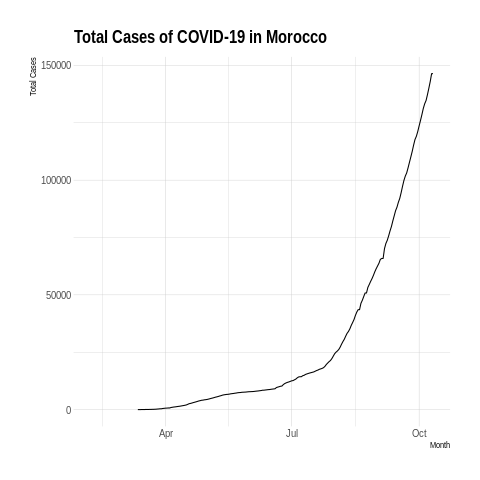 Total Cases of COVID-19 in Morocco
Total Cases
150000
100000
50000
0
Apr
Jul
Oct
Month